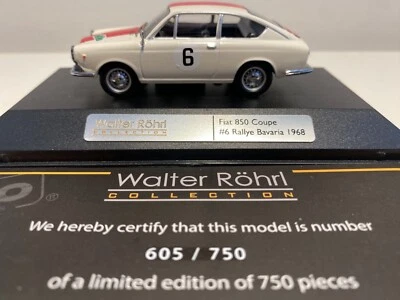 6
Walter Röhrl
COLLECTION
Fiat 850 Coupe
#6 Rallye Bavaria 1968
Walter Röhrl
COLLECTION
We hereby certify that this model is number
605 / 750
of a limited edition of 750 pieces